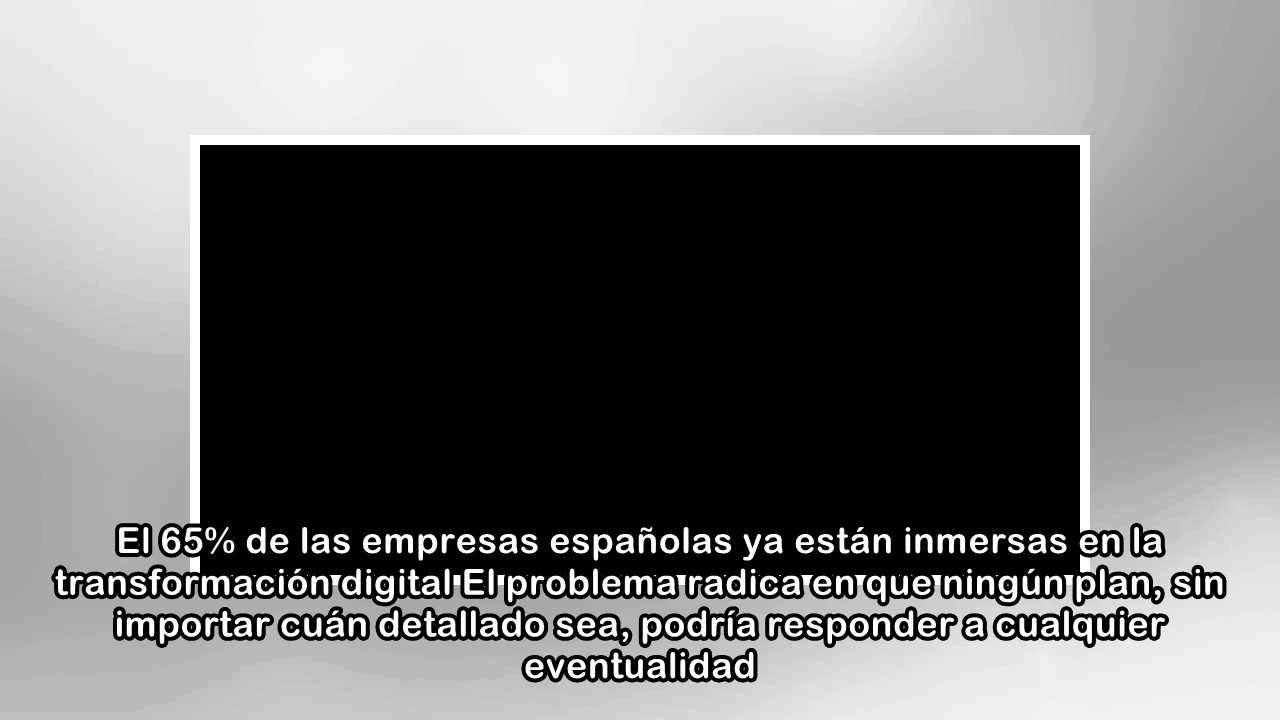 El 65% de las empresas españolas ya están inmersas en la
transformación digital El problema radica en que ningún plan, sin
importar cuán detallado sea, podría responder a cualquier
eventualidad